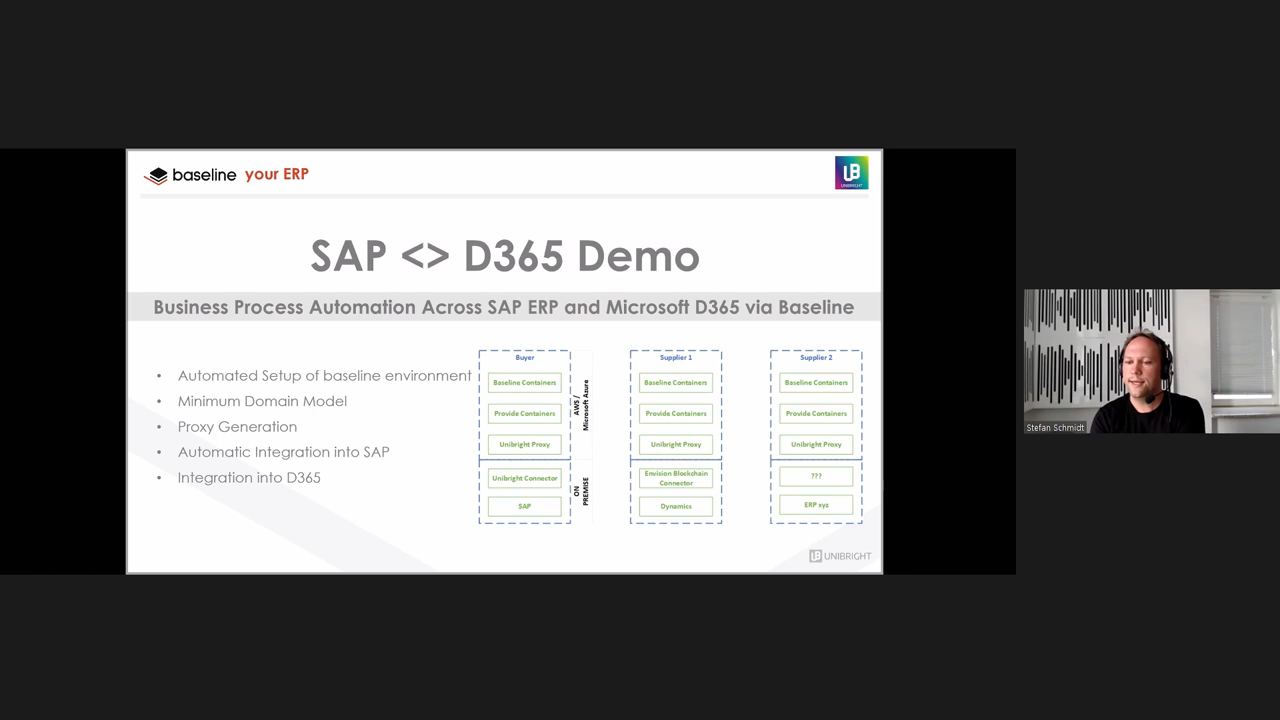 baseline your ERP
UB
UNIBRIGHT
SAP <> D365 Demo
Business Process Automation Across SAP ERP and Microsoft D365 via Baseline
• Automated Setup of baseline environment
• Minimum Domain Model
• Proxy Generation
• Automatic Integration into SAP
• Integration into D365
Buyer
Baseline Containers
Provide Containers
Unibright Proxy
Unibright Connector
SAP
AWS /
Microsoft Azure
ON
PREMISE
Supplier 1
Baseline Containers
Provide Containers
Unibright Proxy
Envision Blockchain
Connector
Dynamics
Supplier 2
Baseline Containers
Provide Containers
Unibright Proxy
???
ERP xyz
UB UNIBRIGHT
Stefan Schmidt